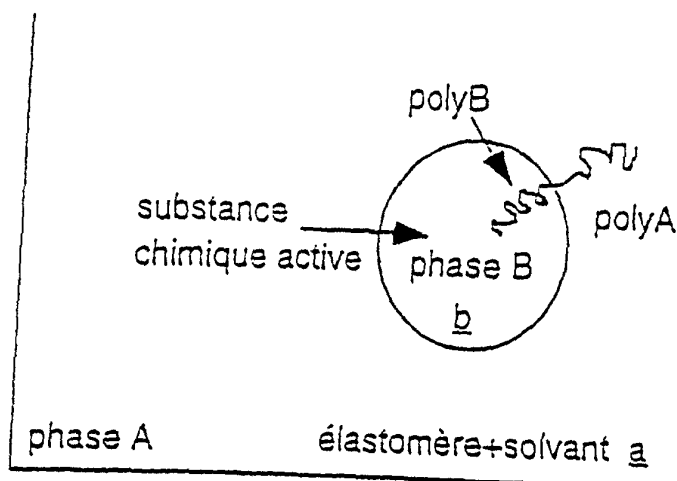 polyB
substance
chimique active
polyA
phase B
b
phase A
élastomère+solvant a